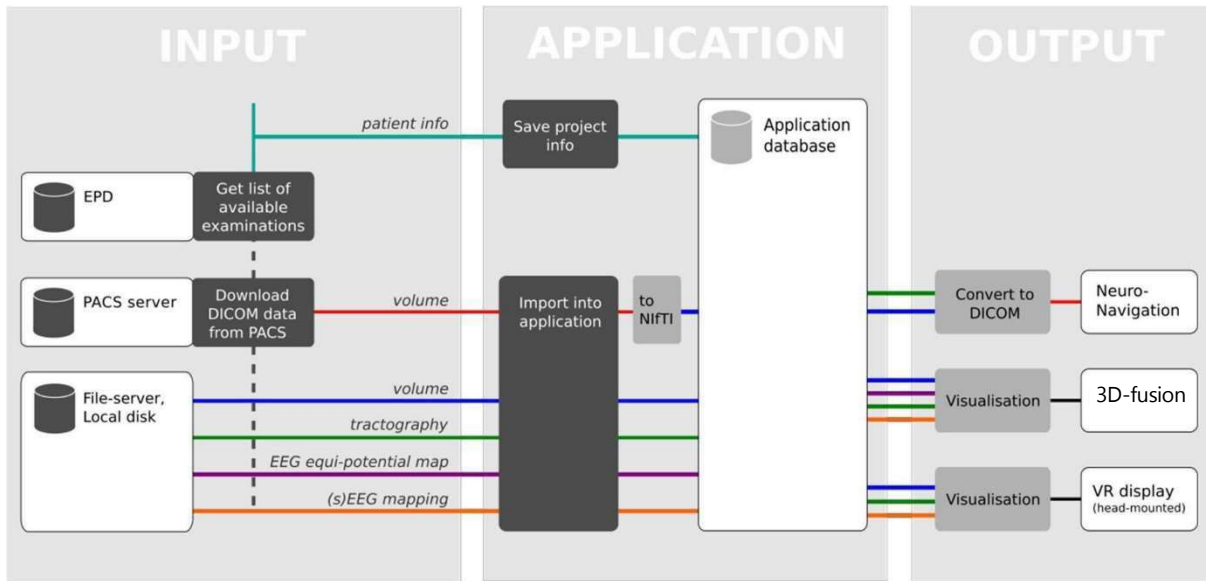 INPUT
APPLICATION
OUTPUT
patient info
Save project
info
Application
database
EPD
Get list of
available
examinations
PACS server
Download
DICOM data
from PACS
volume
Import into
application
to
NIfTI
Convert to
DICOM
Neuro-
Navigation
File-server,
Local disk
volume
tractography
EEG equi-potential map
(s)EEG mapping
Visualisation
3D-fusion
Visualisation
VR display
(head-mounted)